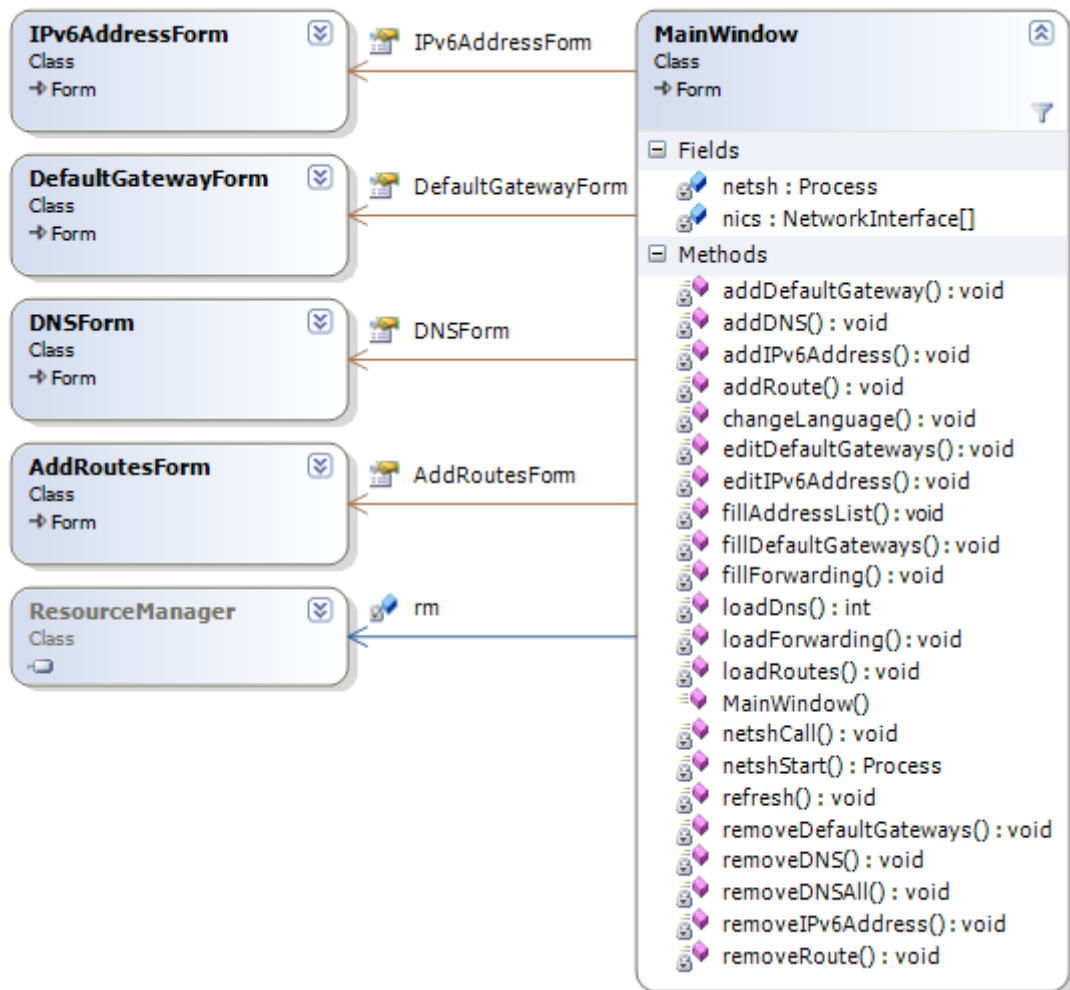 IPv6AddressForm
Class
Form
IPv6AddressFom
DefaultGatewayForm
Class
Form
DefaultGatewayForm
DNSForm
Class
Form
DNSForm
AddRoutesForm
Class
Form
AddRoutesForm
ResourceManager
Class
rm
MainWindow
Class
Form
Fields
netsh : Process
nics : NetworkInterface[]
Methods
addDefaultGateway() : void
addDNS() : void
addIPv6Address() : void
addRoute() : void
changeLanguage() : void
editDefaultGateways() : void
editIPv6Address() : void
fillAddressList() : void
fillDefaultGateways() : void
fillForwarding() : void
loadDns() : int
loadForwarding() : void
loadRoutes() : void
MainWindow()
netshCall() : void
netshStart() : Process
refresh() : void
removeDefaultGateways() : void
removeDNS() : void
removeDNSAll() : void
removeIPv6Address() : void
removeRoute() : void